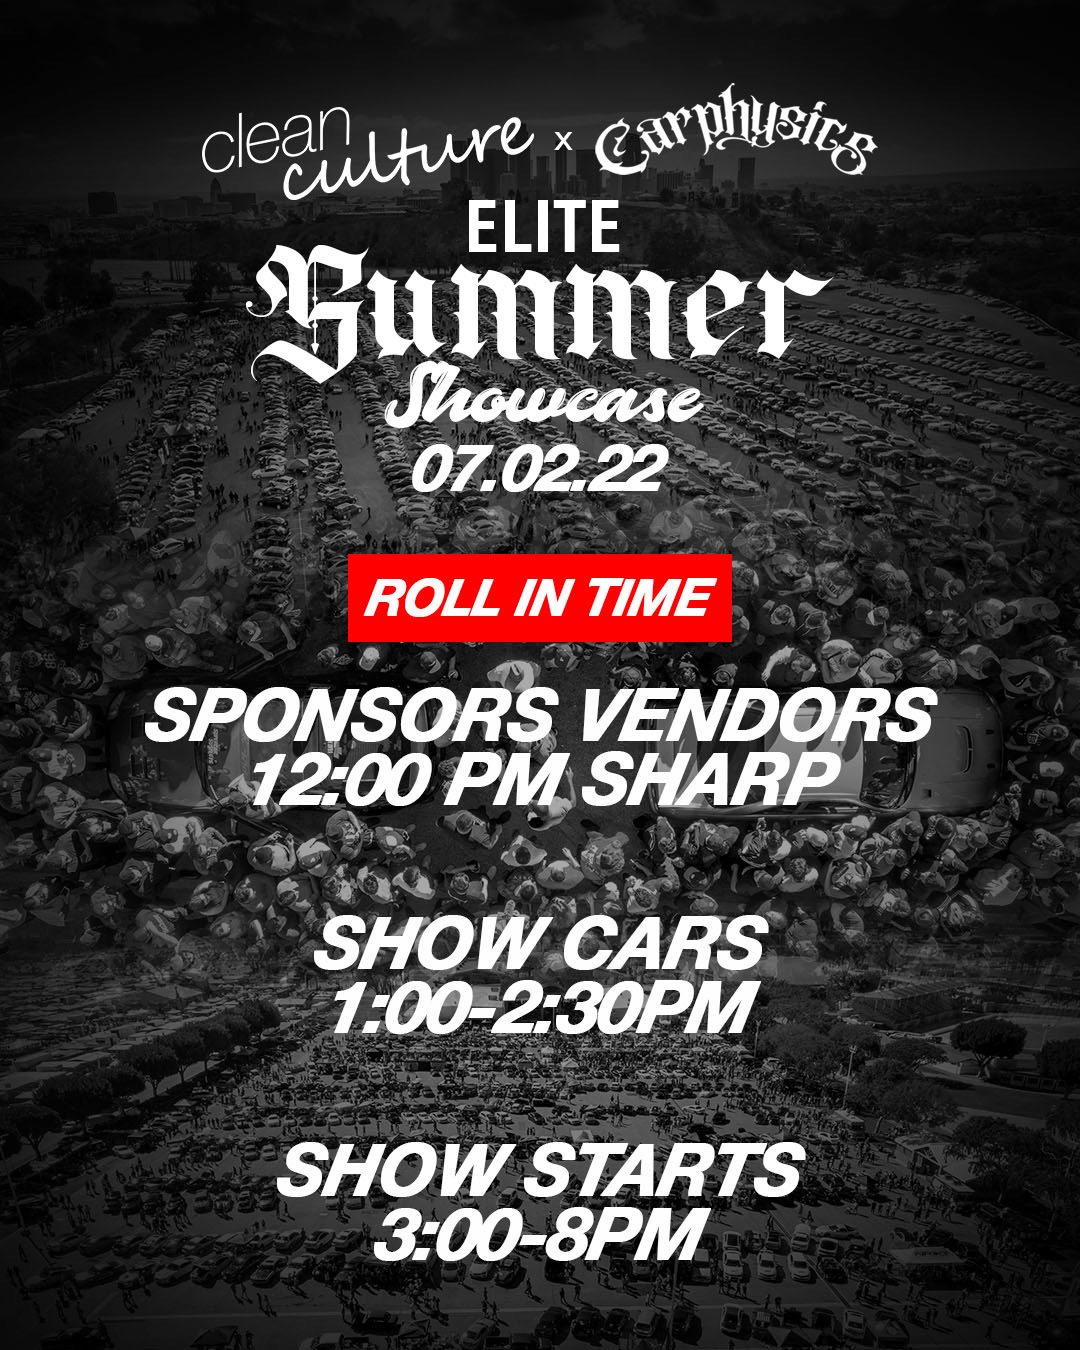 clean culture x Carphysics
ELITE
Summer
Showcase
07.02.22
ROLL IN TIME
SPONSORS VENDORS
12:00 PM SHARP
SHOW CARS
1:00-2:30PM
SHOW STARTS
3:00-8PM